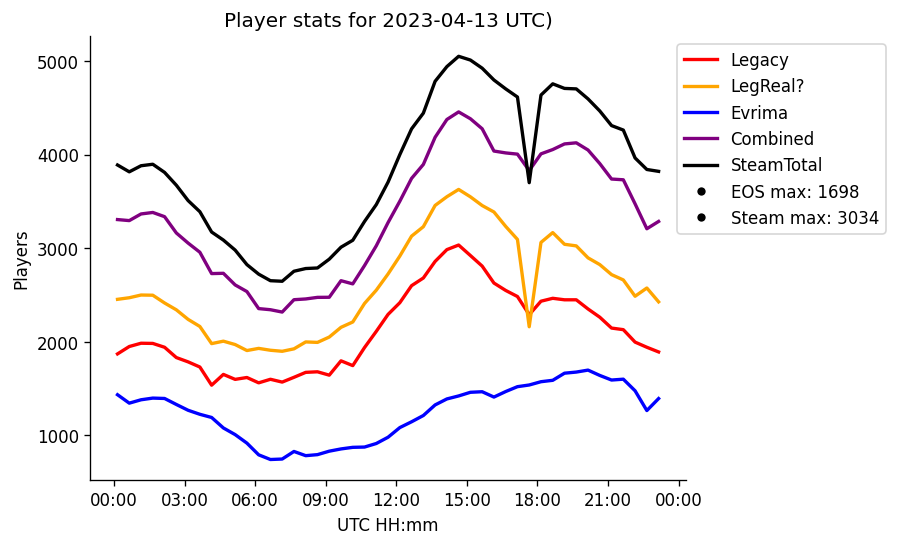 Player stats for 2023-04-13 UTC)
5000
4000
3000
2000
1000
Players
00:00 03:00 06:00 09:00 12:00 15:00 18:00 21:00 00:00
UTC HH:mm
Legacy
LegReal?
Evrima
Combined
SteamTotal
EOS max: 1698
Steam max: 3034